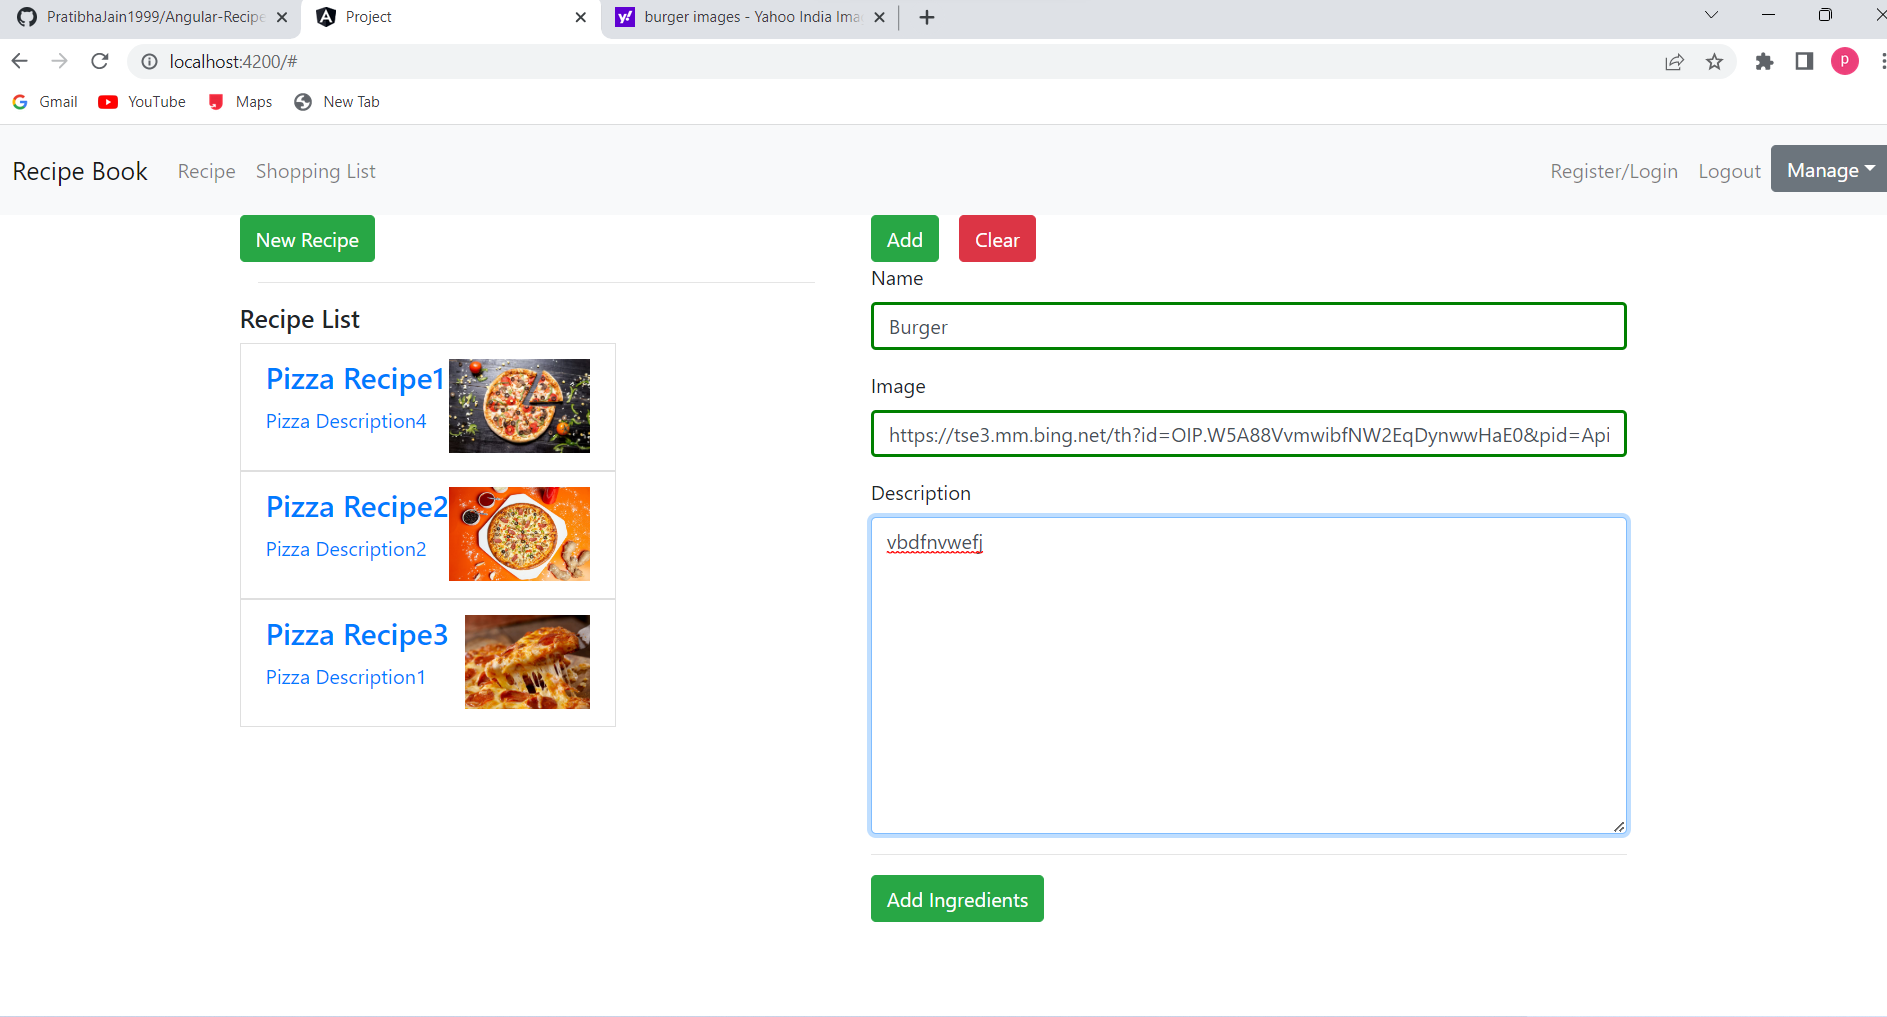 PratibhaJain1999/Angular-Recipe
Project
burger images - Yahoo India Ima
localhost:4200/#
P
Gmail
YouTube
Maps
New Tab
Recipe Book
Recipe
Shopping List
Register/Login
Logout
Manage
New Recipe
Recipe List
Pizza Recipe1
Pizza Description4
Pizza Recipe2
Pizza Description2
Pizza Recipe3
Pizza Description1
Add
Clear
Name
Burger
Image
https://tse3.mm.bing.net/th?id=OIP.W5A88VvmwibfNW2EqDynwwHaE0&pid=Api
Description
vbdfnvwefj
Add Ingredients